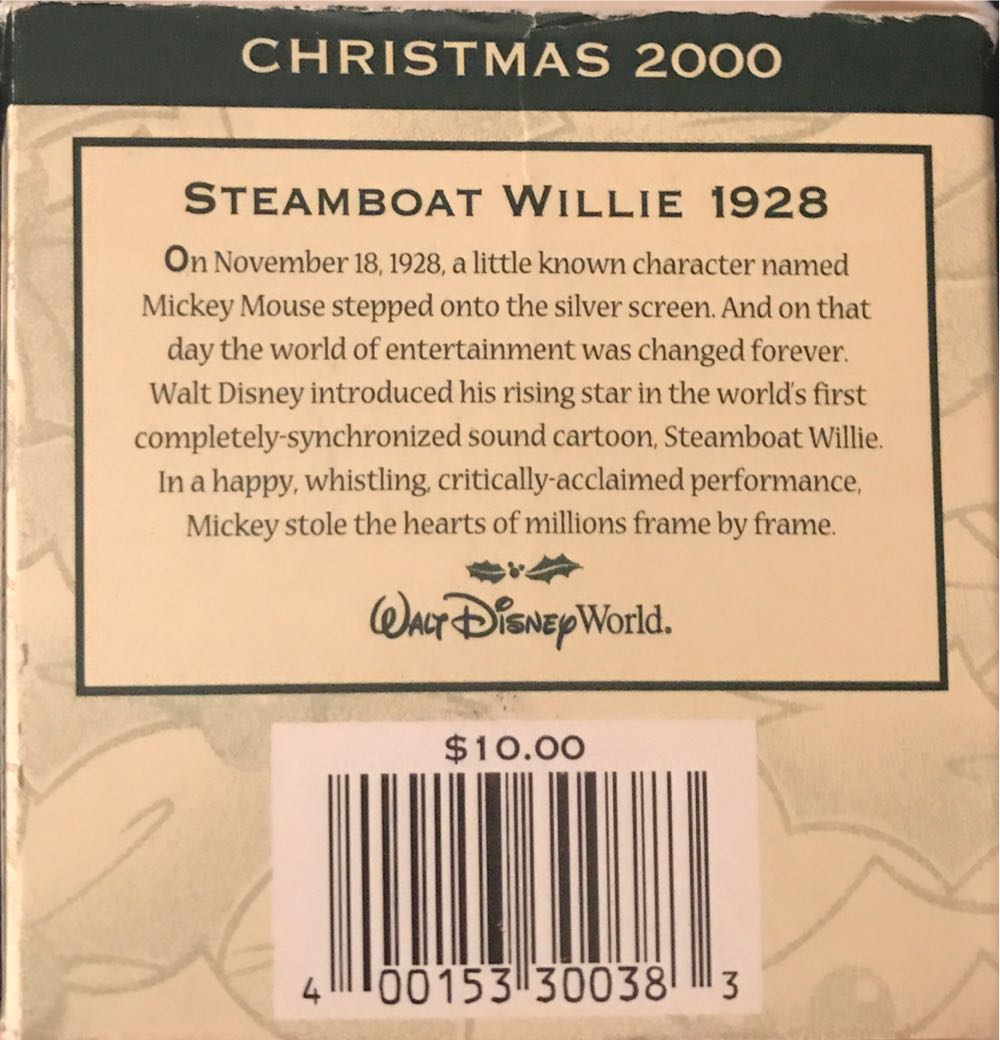 CHRISTMAS 2000
STEAMBOAT WILLIE 1928
On November 18, 1928, a little known character named
Mickey Mouse stepped onto the silver screen. And on that
day the world of entertainment was changed forever.
Walt Disney introduced his rising star in the world's first
completely-synchronized sound cartoon, Steamboat Willie.
In a happy, whistling, critically-acclaimed performance,
Mickey stole the hearts of millions frame by frame.
WALT DISNEY World.
$10.00
4 00153 30038 3